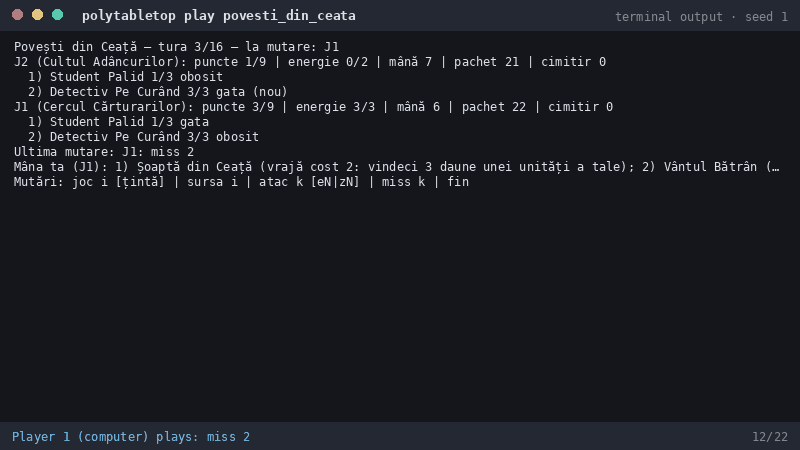 polytabletop play povesti_din_ceata
terminal output · seed 1
Povești din Ceață — tura 3/16 — la mutare: J1
J2 (Cultul Adâncurilor): puncte 1/9 | energie 0/2 | mână 7 | pachet 21 | cimitir 0
1) Student Palid 1/3 obosit
2) Detectiv Pe Curând 3/3 gata (nou)
J1 (Cercul Cărturarilor): puncte 3/9 | energie 3/3 | mână 6 | pachet 22 | cimitir 0
1) Student Palid 1/3 gata
2) Detectiv Pe Curând 3/3 obosit
Ultima mutare: J1: miss 2
Mâna ta (J1): 1) Șoaptă din Ceață (vrajă cost 2: vindeci 3 daune unei unități a tale); 2) Vântul Bătrân (…
Mutări: joc i [țintă] | sursa i | atac k [eN|zN] | miss k | fin
Player 1 (computer) plays: miss 2
12/22